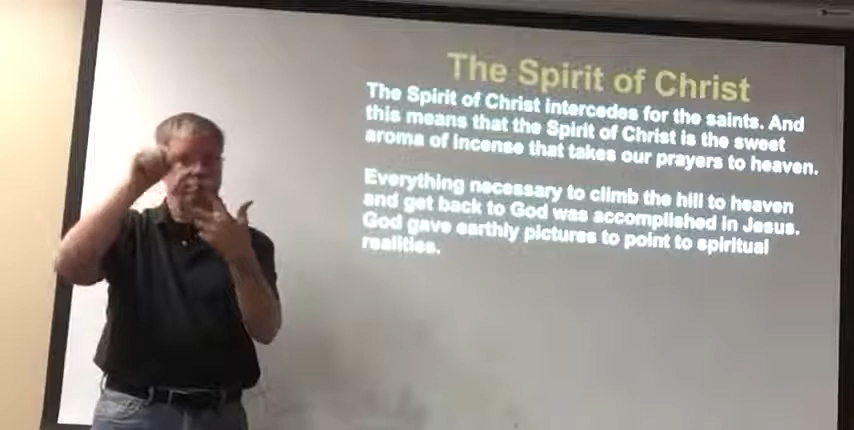 The Spirit of Christ
The Spirit of Christ intercedes for the saints. And
this means that the Spirit of Christ is the sweet
aroma of incense that takes our prayers to heaven.
Everything necessary to climb the hill to heaven
and get back to God was accomplished in Jesus.
God gave earthly pictures to point to spiritual
realities.